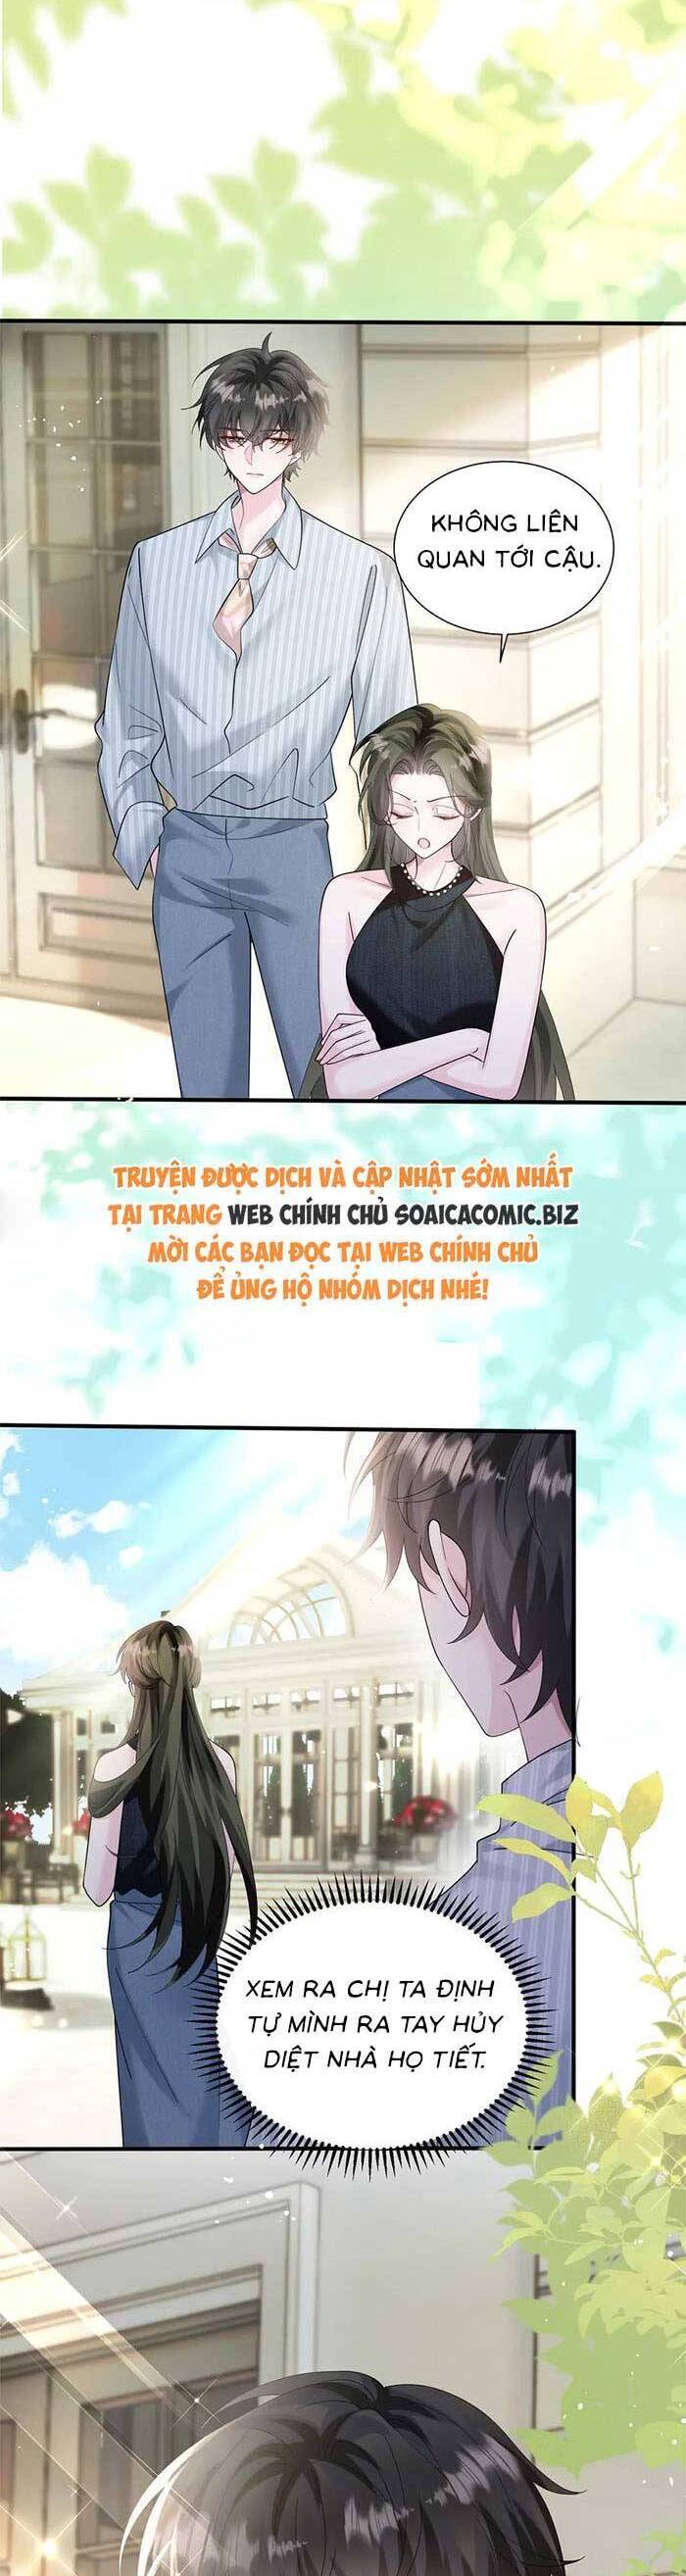 KHÔNG LIÊN
QUAN TỚI CẬU.
TRUYỆN ĐƯỢC DỊCH VÀ CẬP NHẬT SỚM NHẤT
TẠI TRANG WEB CHÍNH CHỦ SOAICACOMIC.BIZ
MỜI CÁC BẠN ĐỌC TẠI WEB CHÍNH CHỦ
ĐỂ ỦNG HỘ NHÓM DỊCH NHÉ!
XEM RA CHỊ TA ĐỊNH
TỰ MÌNH RA TAY HỦY
DIỆT NHÀ HỌ TIẾT.